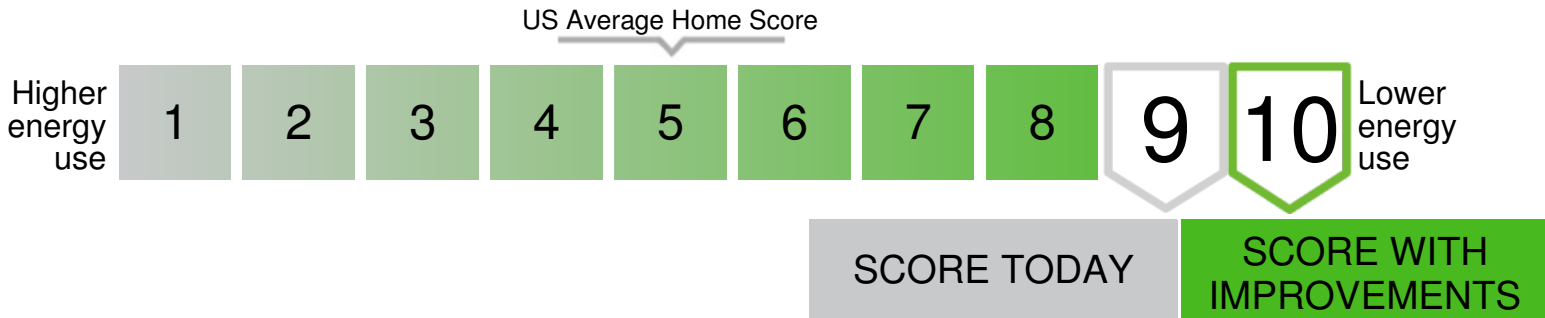 US Average Home Score
Higher
energy
use
1 2 3 4 5 6 7 8 9 10
Lower
energy
use
SCORE TODAY
SCORE WITH
IMPROVEMENTS